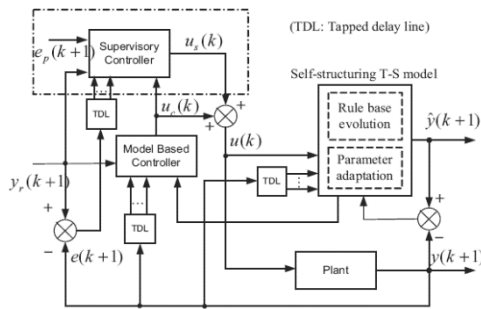 (TDL: Tapped delay line)
e_p(k+1)
Supervisory
Controller
u_s(k)
Self-structuring T-S model
TDL
u_c(k)
+
+
Rule base
evolution
ŷ(k+1)
Model Based
Controller
u(k)
Parameter
adaptation
y_r(k+1)
TDL
+
+
−
e(k+1)
TDL
−
Plant
y(k+1)